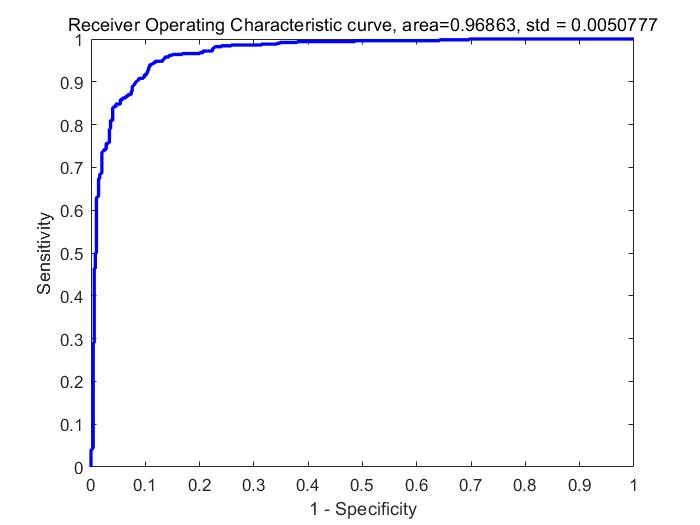 Receiver Operating Characteristic curve, area=0.96863, std = 0.0050777
1
0.9
0.8
0.7
0.6
0.5
0.4
0.3
0.2
0.1
0
Sensitivity
0 0.1 0.2 0.3 0.4 0.5 0.6 0.7 0.8 0.9 1
1 - Specificity